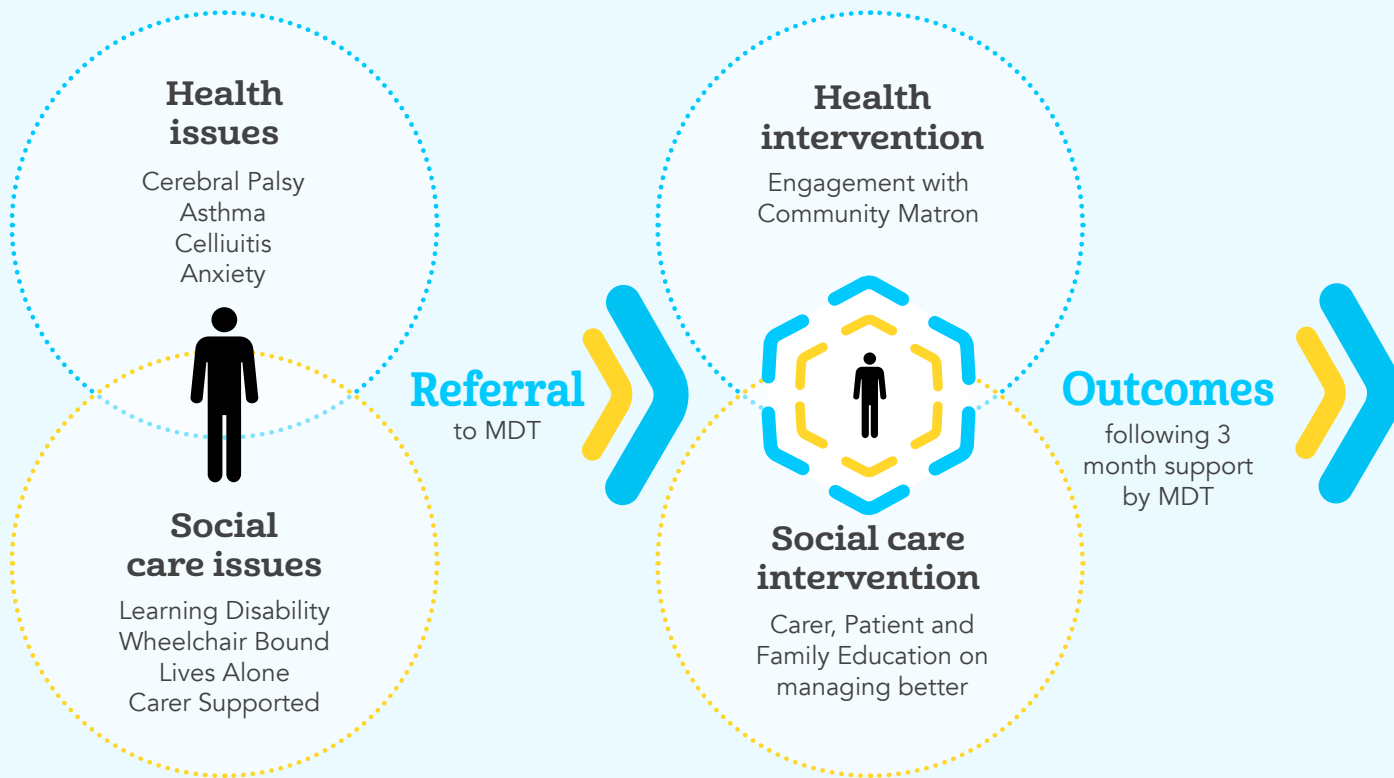 Health
issues
Cerebral Palsy
Asthma
Celliuitis
Anxiety
Social
care issues
Learning Disability
Wheelchair Bound
Lives Alone
Carer Supported
Referral
to MDT
Health
intervention
Engagement with
Community Matron
Social care
intervention
Carer, Patient and
Family Education on
managing better
Outcomes
following 3
month support
by MDT